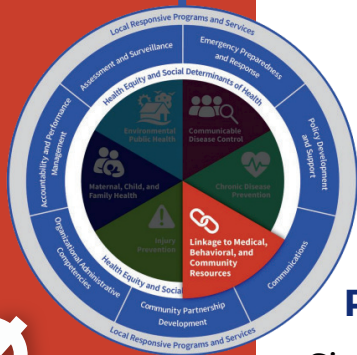 Local Responsive Programs and Services
Assessment and Surveillance
Emergency Preparedness
and Response
Health Equity and Social Determinants of Health
Accountability and Performance
Management
Policy Development
and Support
Environmental
Public Health
Communicable
Disease Control
Maternal, Child, and
Family Health
Chronic Disease
Prevention
Injury
Prevention
Linkage to Medical,
Behavioral, and
Community
Resources
Organizational Administrative
Competencies
Communications
Health Equity and Social
Community Partnership
Development
Local Responsive Programs and Services